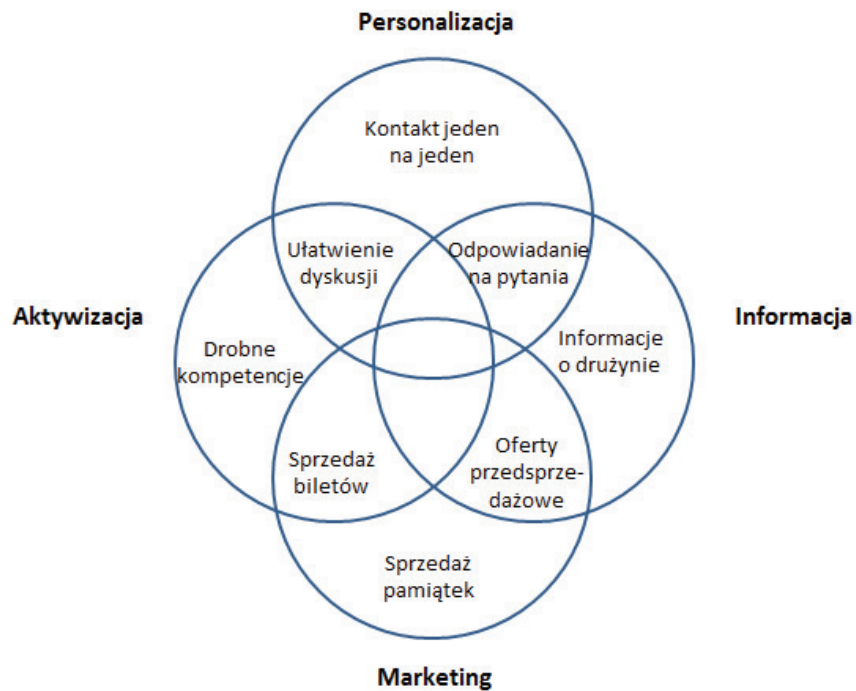 Personalizacja
Kontakt jeden
na jeden
Ułatwienie
dyskusji
Odpowiadanie
na pytania
Aktywizacja
Informacja
Drobne
kompetencje
Informacje
o drużynie
Sprzedaż
biletów
Oferty
przedsprze-
dażowe
Sprzedaż
pamiątek
Marketing